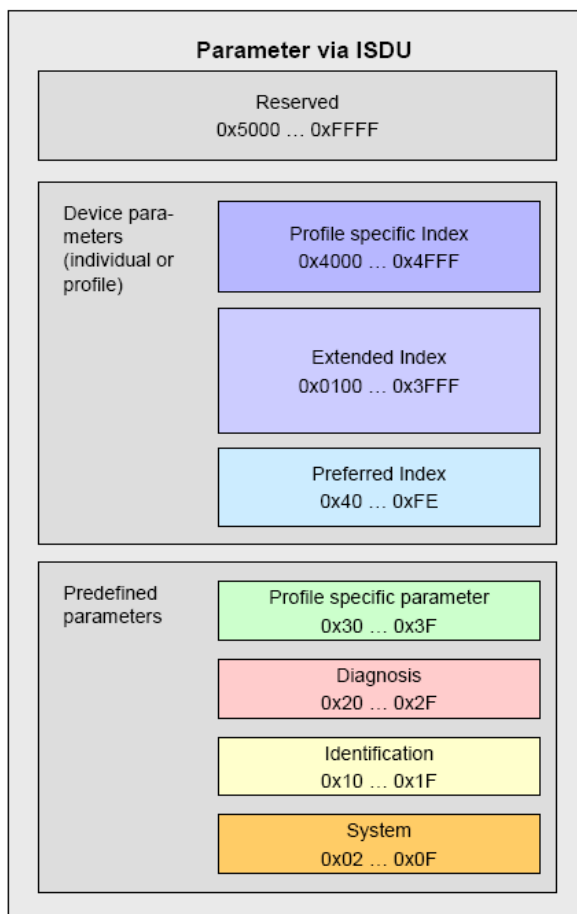 Parameter via ISDU
Reserved
0x5000 … 0xFFFF
Device para-
meters
(individual or
profile)
Profile specific Index
0x4000 … 0x4FFF
Extended Index
0x0100 … 0x3FFF
Preferred Index
0x40 … 0xFE
Predefined
parameters
Profile specific parameter
0x30 … 0x3F
Diagnosis
0x20 … 0x2F
Identification
0x10 … 0x1F
System
0x02 … 0x0F